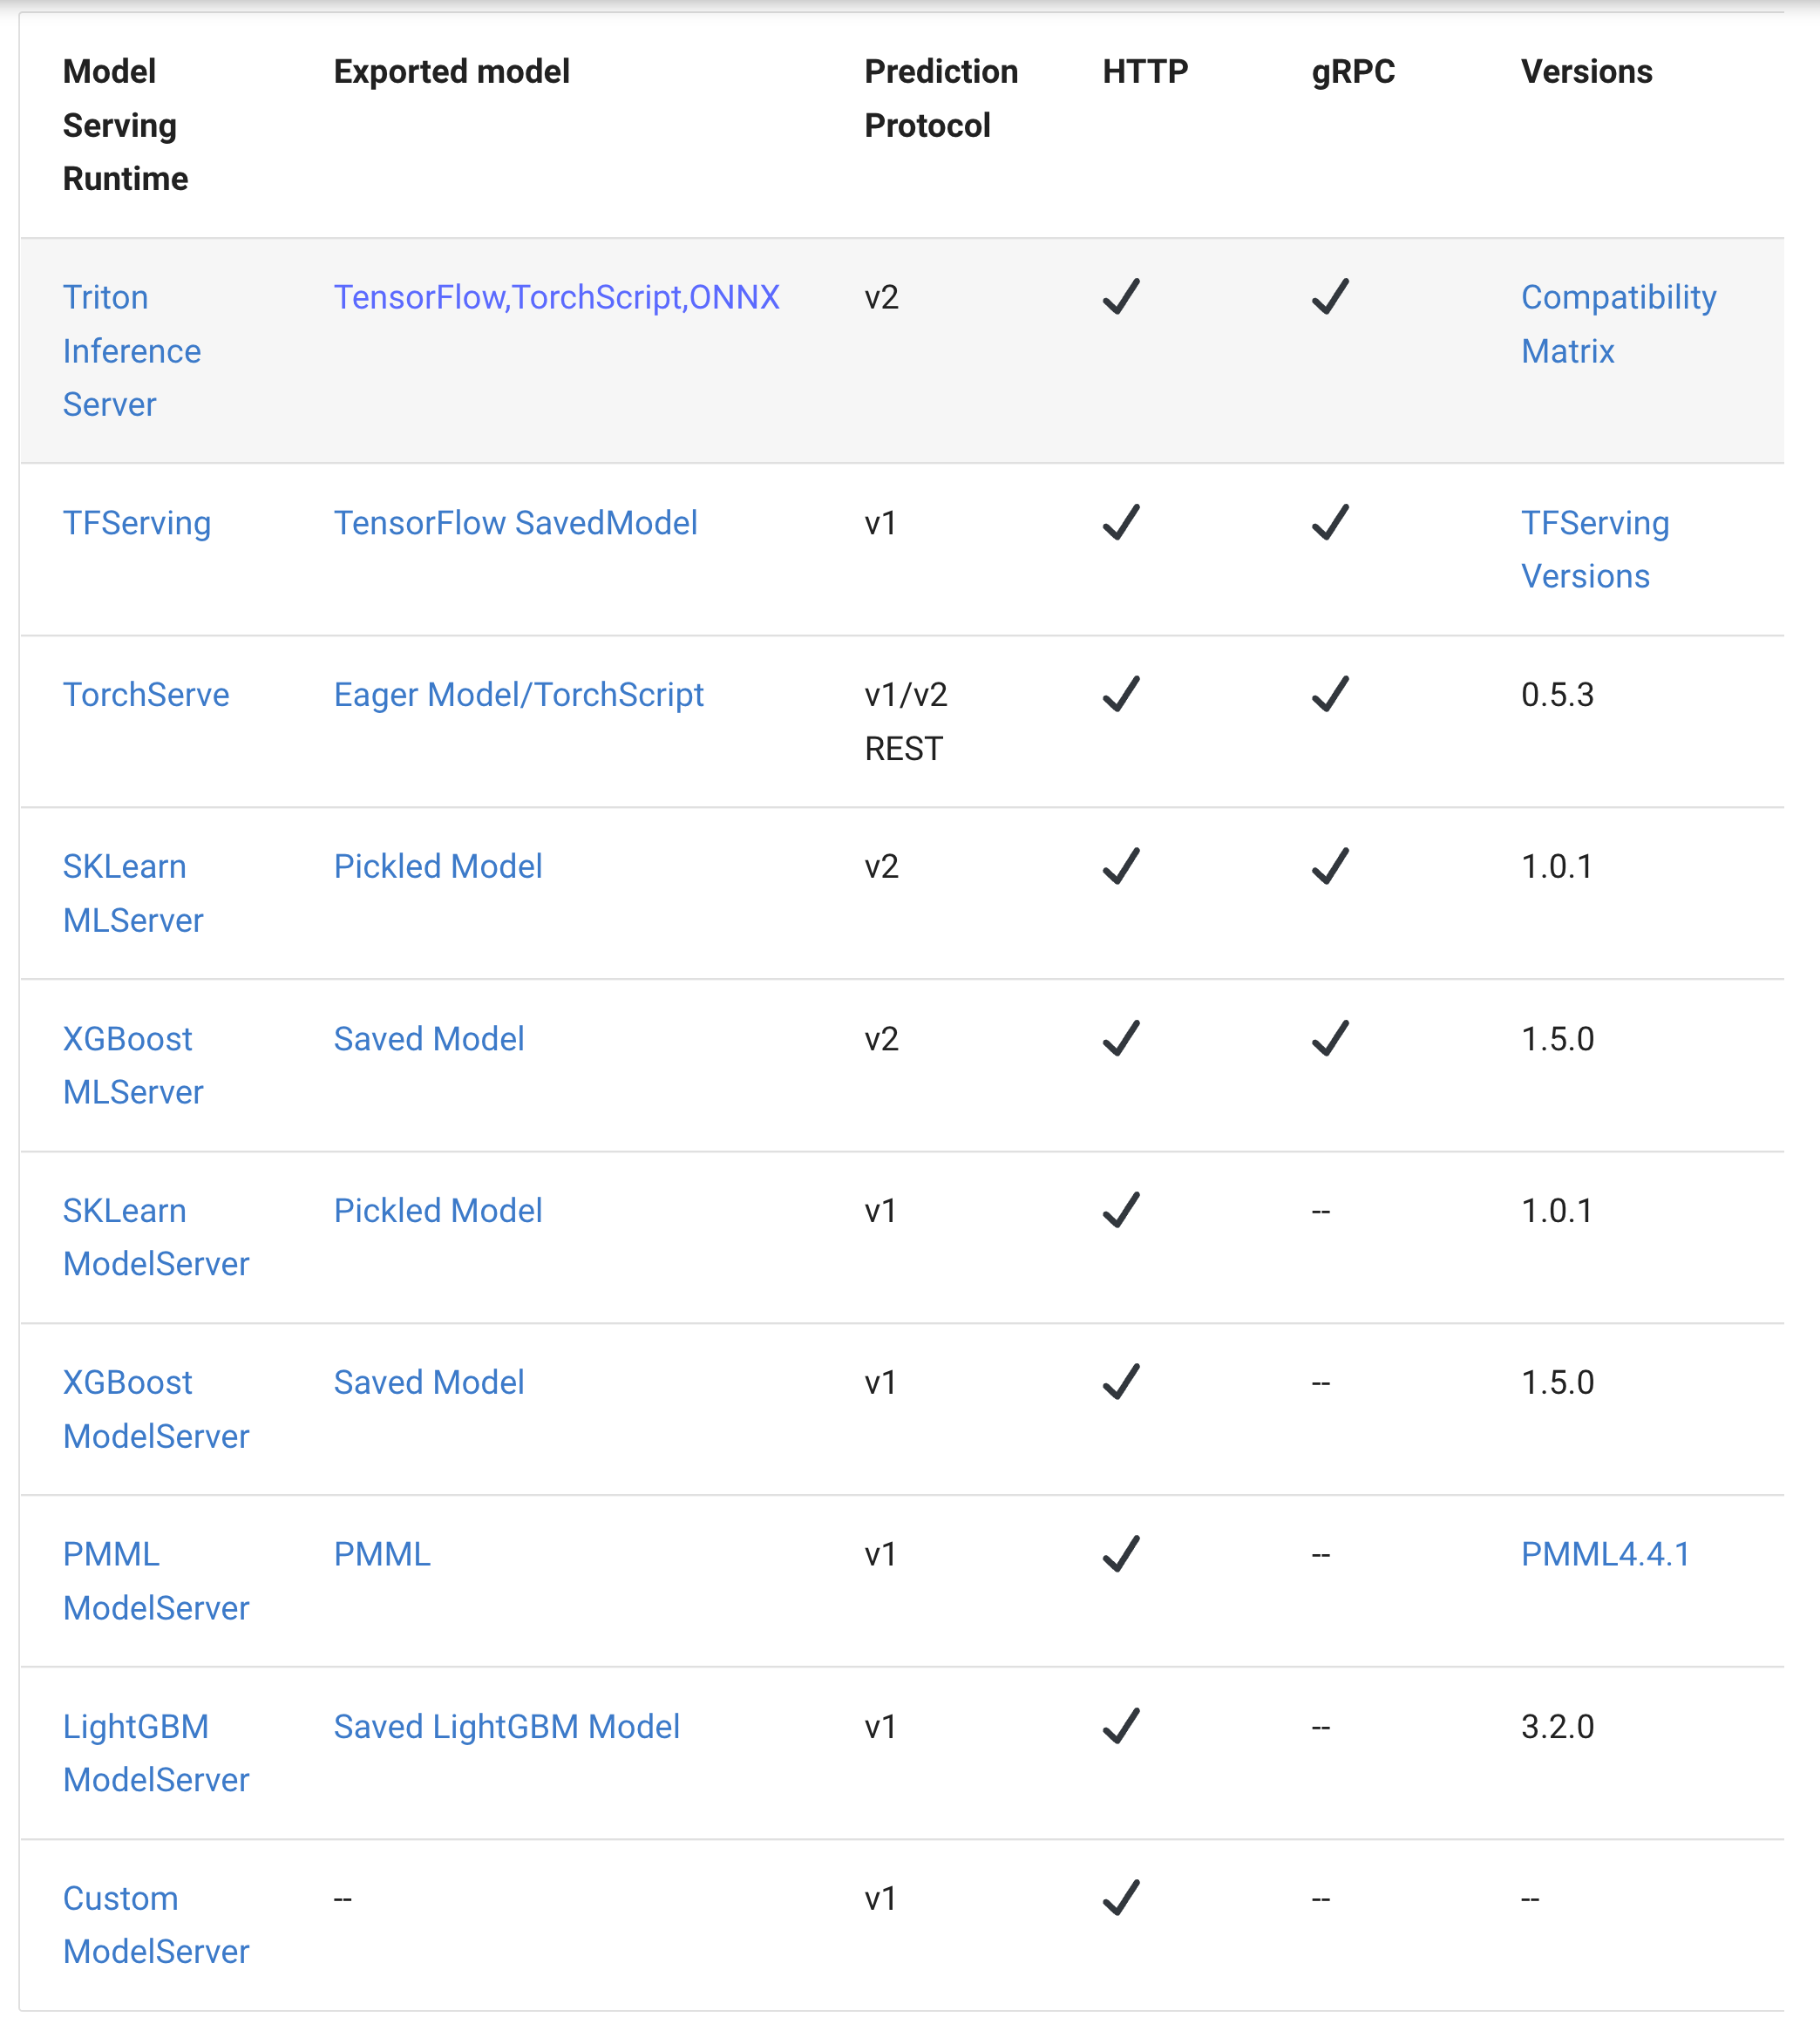 Model Serving Runtime Exported model Prediction Protocol HTTP gRPC Versions
Triton Inference Server TensorFlow,TorchScript,ONNX v2 ✓ ✓ Compatibility Matrix
TFServing TensorFlow SavedModel v1 ✓ ✓ TFServing Versions
TorchServe Eager Model/TorchScript v1/v2 REST ✓ ✓ 0.5.3
SKLearn MLServer Pickled Model v2 ✓ ✓ 1.0.1
XGBoost MLServer Saved Model v2 ✓ ✓ 1.5.0
SKLearn ModelServer Pickled Model v1 ✓ -- 1.0.1
XGBoost ModelServer Saved Model v1 ✓ -- 1.5.0
PMML ModelServer PMML v1 ✓ -- PMML4.4.1
LightGBM ModelServer Saved LightGBM Model v1 ✓ -- 3.2.0
Custom ModelServer -- v1 ✓ -- --